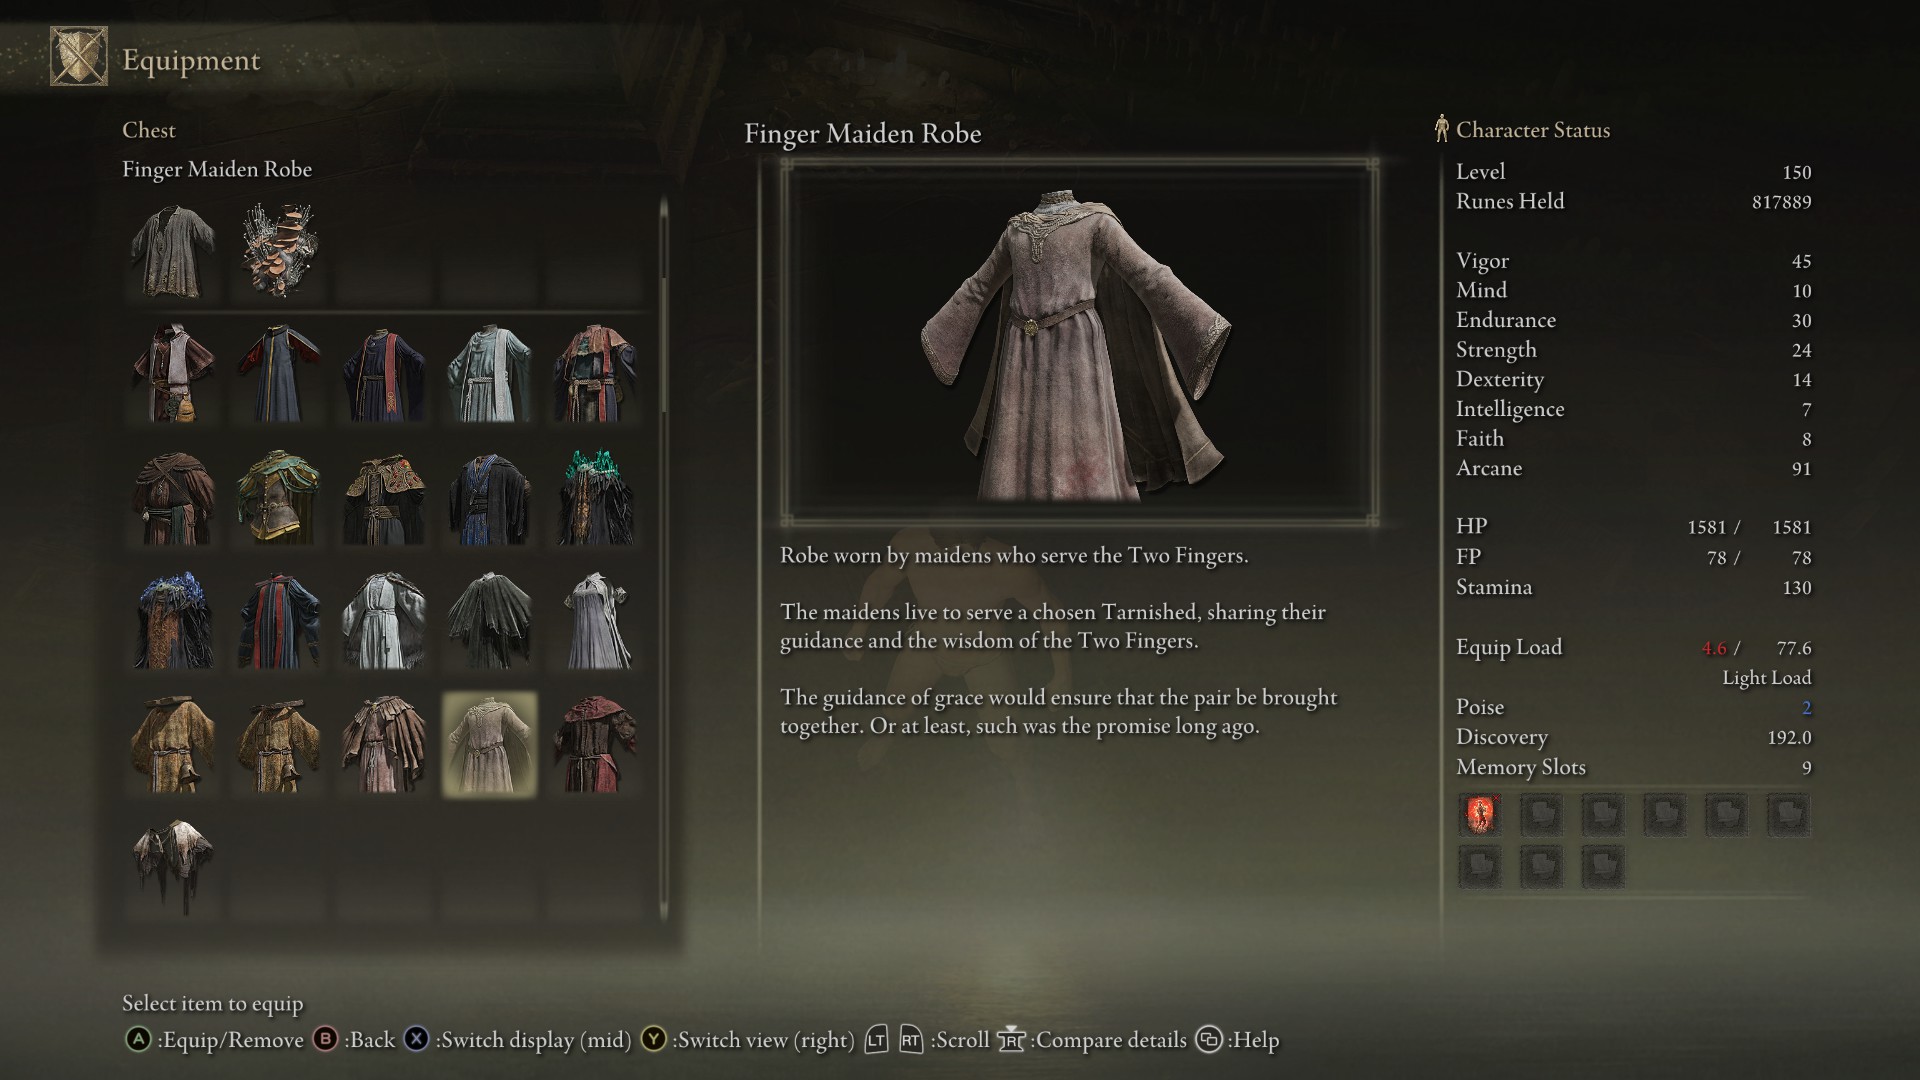 Equipment
Chest
Finger Maiden Robe
Finger Maiden Robe
Robe worn by maidens who serve the Two Fingers.
The maidens live to serve a chosen Tarnished, sharing their
guidance and the wisdom of the Two Fingers.
The guidance of grace would ensure that the pair be brought
together. Or at least, such was the promise long ago.
Character Status
Level 150
Runes Held 817889
Vigor 45
Mind 10
Endurance 30
Strength 24
Dexterity 14
Intelligence 7
Faith 8
Arcane 91
HP 1581 / 1581
FP 78 / 78
Stamina 130
Equip Load 4.6 / 77.6
Light Load
Poise 2
Discovery 192.0
Memory Slots 9
Select item to equip
A :Equip/Remove B :Back X :Switch display (mid) Y :Switch view (right) LT RT :Scroll R :Compare details :Help